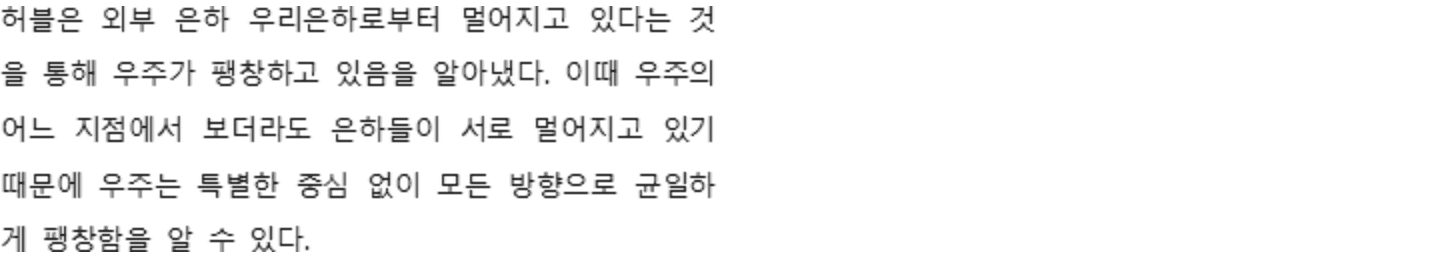 허블은 외부 은하 우리은하로부터 멀어지고 있다는 것
을 통해 우주가 팽창하고 있음을 알아냈다. 이때 우주의
어느 지점에서 보더라도 은하들이 서로 멀어지고 있기
때문에 우주는 특별한 중심 없이 모든 방향으로 균일하
게 팽창함을 알 수 있다.